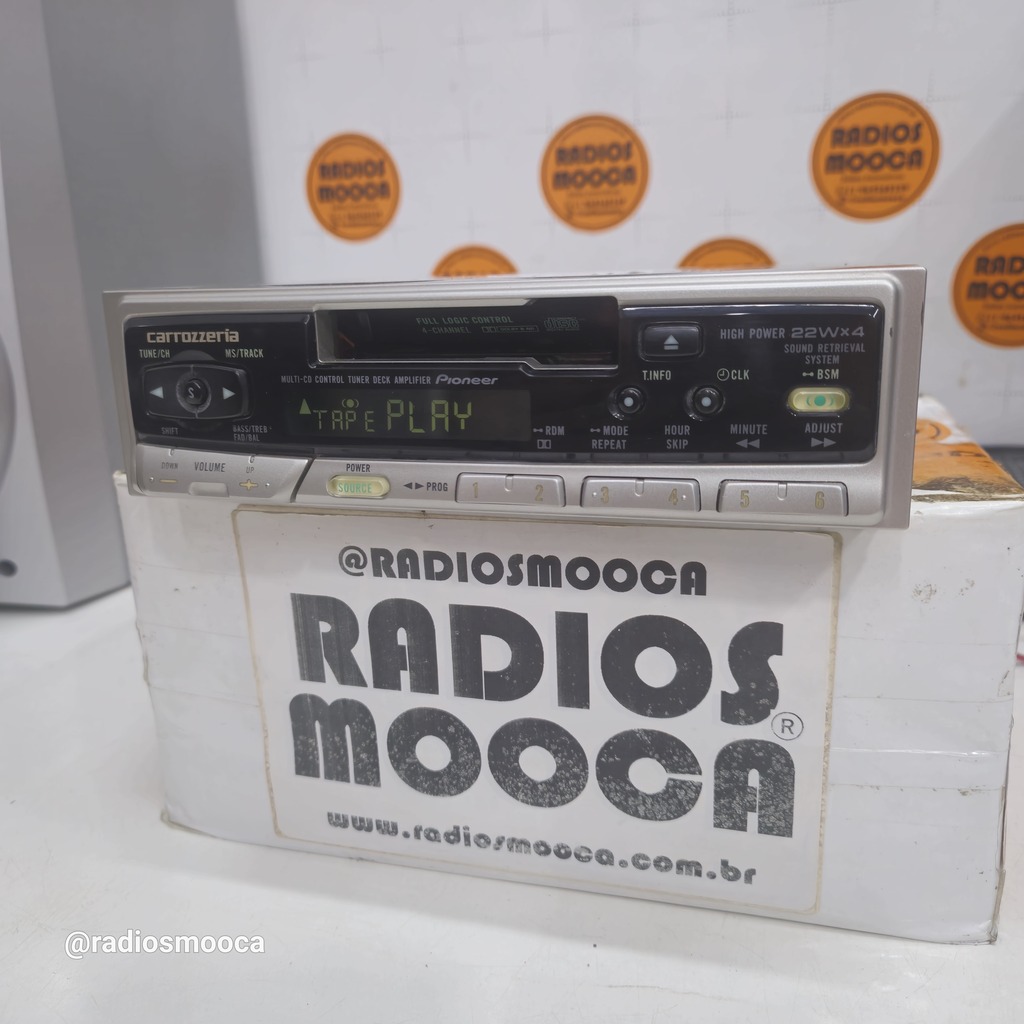 RADIOS
MOOCA
RADIOS
MOOCA
RADIOS
MOOCA
carrozzeria
TUNE/CH
MS/TRACK
SHIFT
BASS/TREB
FAD/BAL
FULL LOGIC CONTROL
4-CHANNEL
MULTI-CD CONTROL TUNER DECK AMPLIFIER Pioneer
TAPE PLAY
HIGH POWER 22W×4
SOUND RETRIEVAL
SYSTEM
T.INFO
CLK
BSM
RDM
MODE
REPEAT
HOUR
SKIP
MINUTE
◀◀
ADJUST
▶▶
DOWN
VOLUME
UP
−
+
POWER
SOURCE
◀▶ PROG
1 2
3 4
5 6
@RADIOSMOOCA
RADIOS
MOOCA®
www.radiosmooca.com.br
@radiosmooca